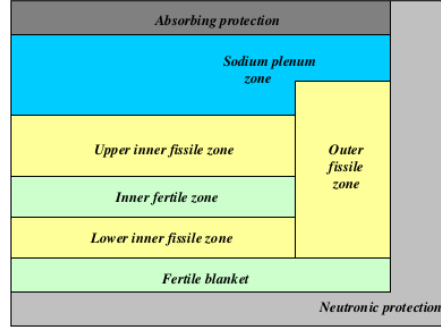 Absorbing protection
Sodium plenum
zone
Upper inner fissile zone
Outer
fissile
zone
Inner fertile zone
Lower inner fissile zone
Fertile blanket
Neutronic protection